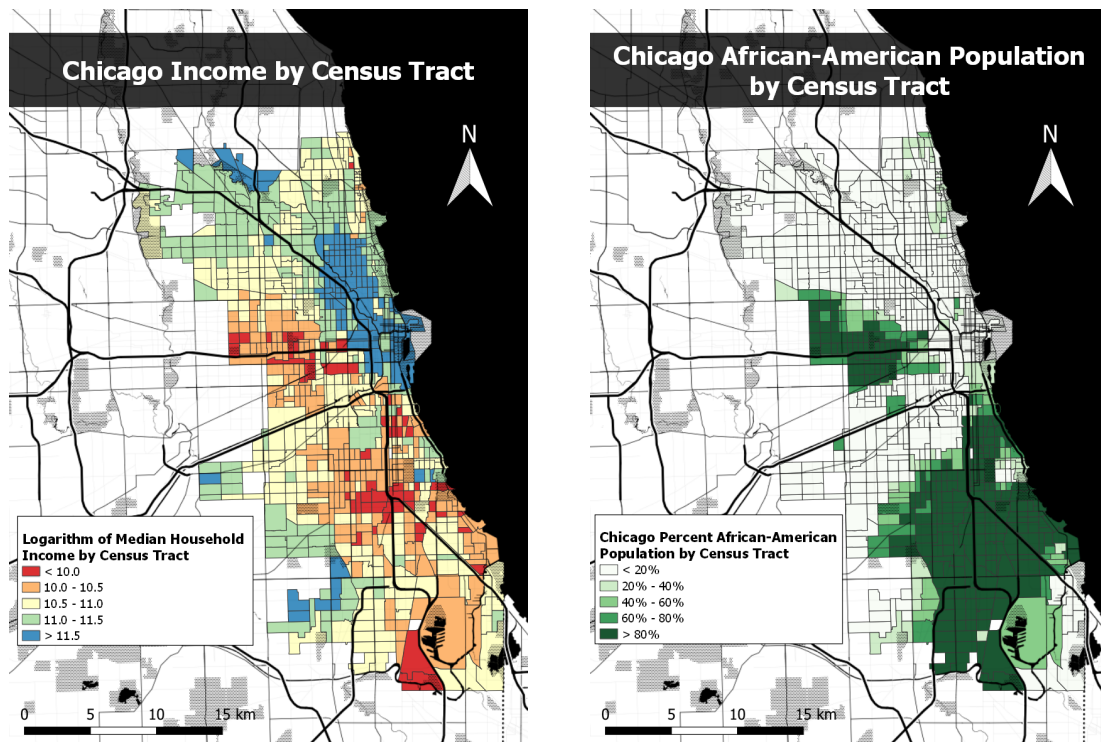 Chicago Income by Census Tract
N
Logarithm of Median Household
Income by Census Tract
< 10.0
10.0 - 10.5
10.5 - 11.0
11.0 - 11.5
> 11.5
0 5 10 15 km
Chicago African-American Population
by Census Tract
N
Chicago Percent African-American
Population by Census Tract
< 20%
20% - 40%
40% - 60%
60% - 80%
> 80%
0 5 10 15 km